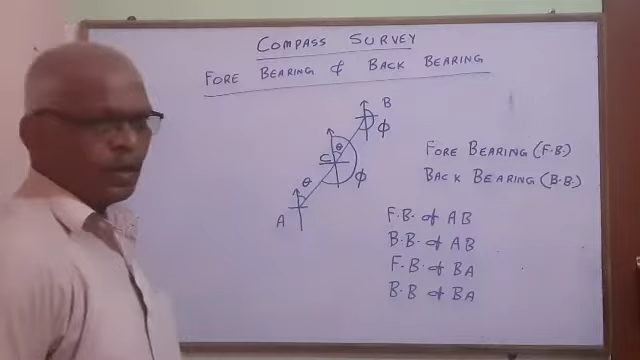 COMPASS SURVEY
FORE BEARING & BACK BEARING
B
θ
ϕ
C
θ
ϕ
A
FORE BEARING (F.B.)
BACK BEARING (B.B.)
F.B. of AB
B.B. of AB
F.B. of BA
B.B of BA